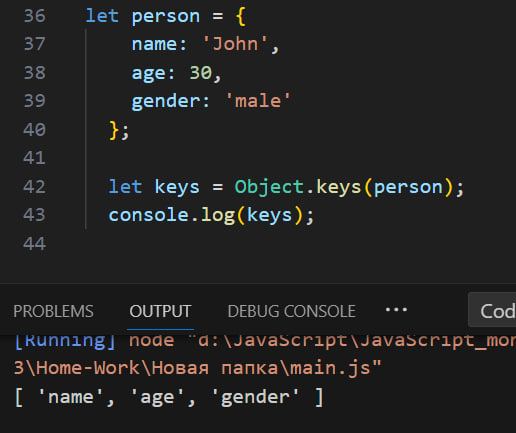 36 let person = {
37 name: 'John',
38 age: 30,
39 gender: 'male'
40 };
41
42 let keys = Object.keys(person);
43 console.log(keys);
44
PROBLEMS OUTPUT DEBUG CONSOLE ··· Cod
[Running] node "d:\JavaScript\JavaScript_mon
3\Home-Work\Новая папка\main.js"
[ 'name', 'age', 'gender' ]